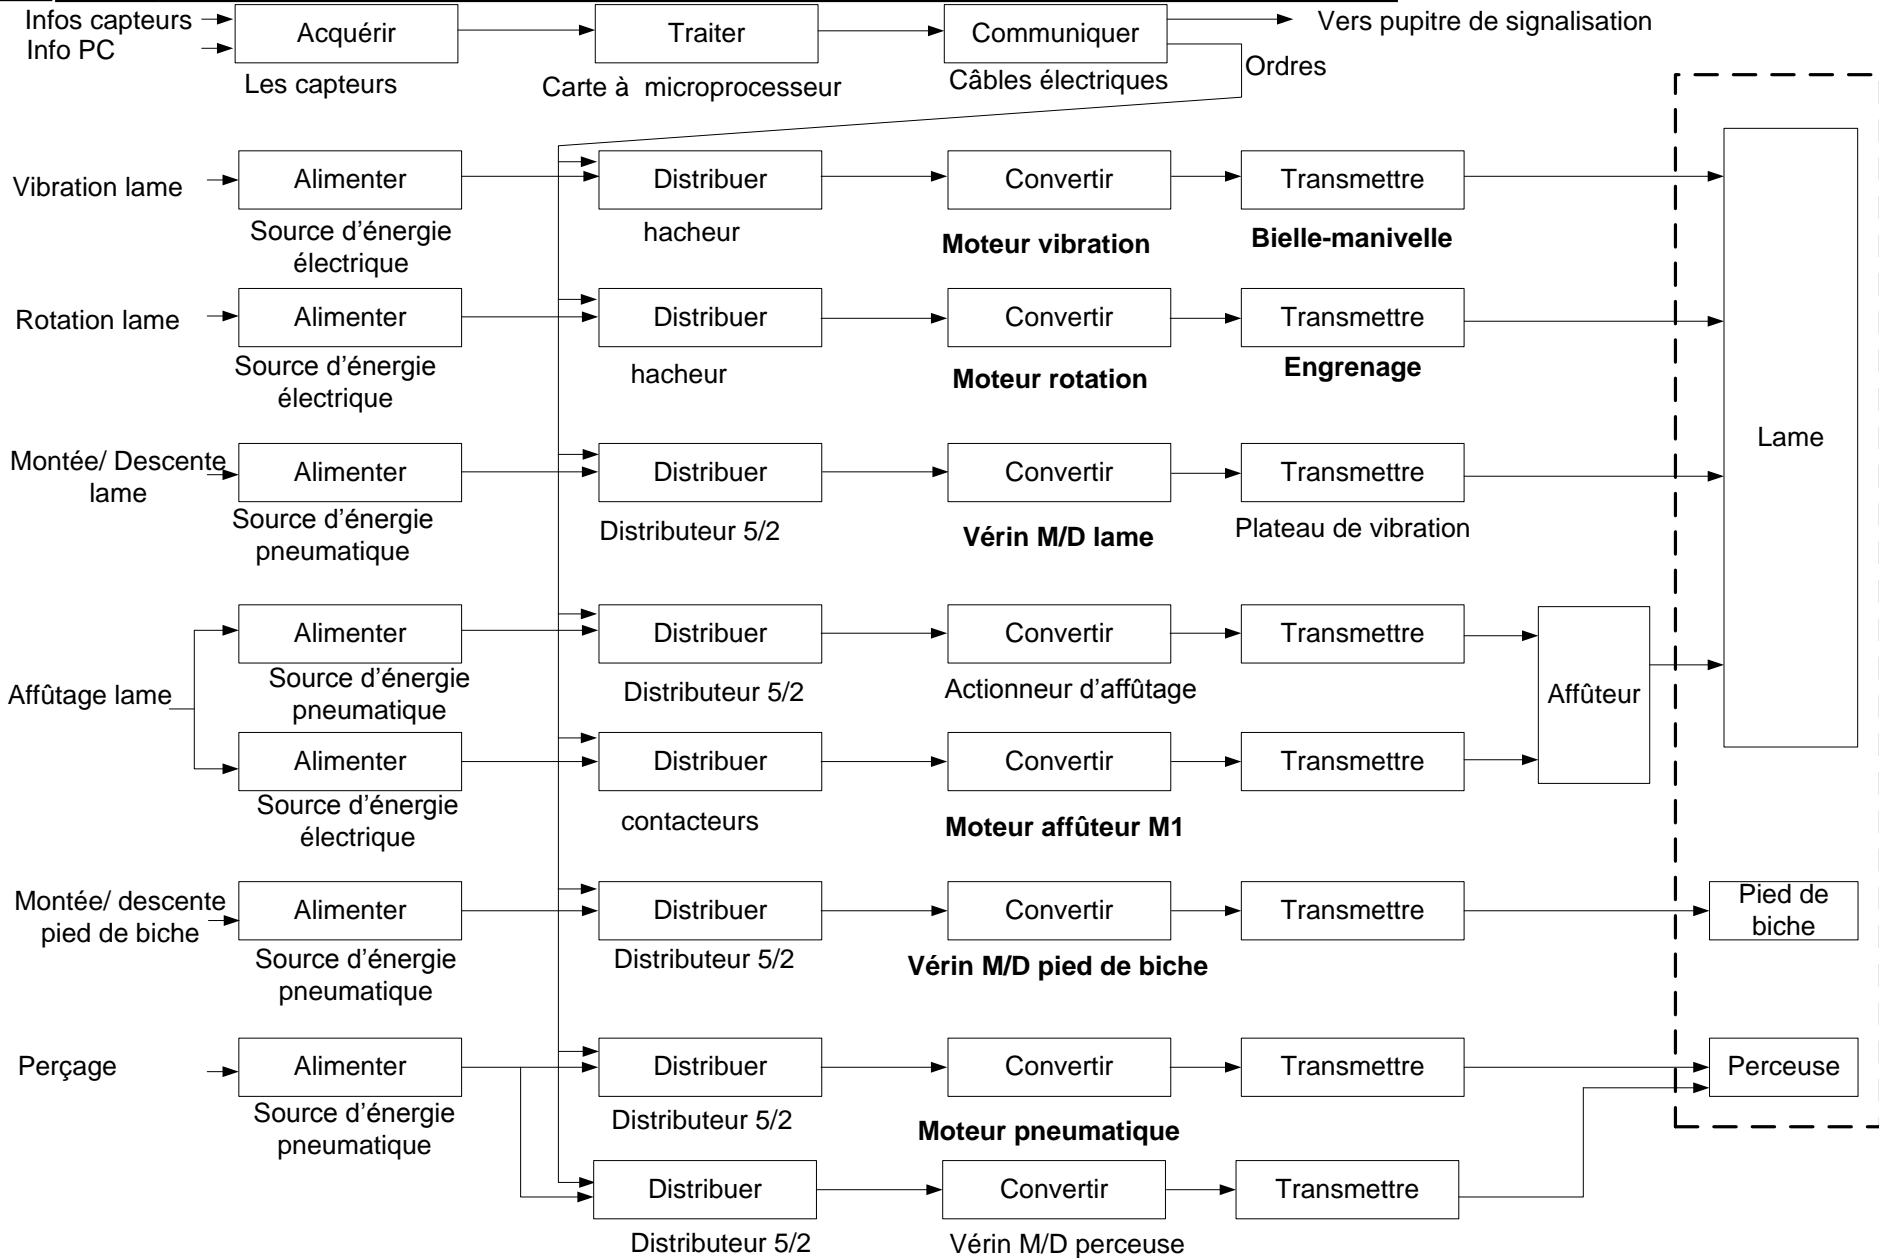 Infos capteurs
Info PC
Acquérir
Traiter
Communiquer
Vers pupitre de signalisation
Les capteurs
Carte à microprocesseur
Câbles électriques
Ordres
Vibration lame
Alimenter
Distribuer
Convertir
Transmettre
Source d'énergie
électrique
hacheur
Moteur vibration
Bielle-manivelle
Rotation lame
Alimenter
Distribuer
Convertir
Transmettre
Source d'énergie
électrique
hacheur
Moteur rotation
Engrenage
Lame
Montée/ Descente
lame
Alimenter
Distribuer
Convertir
Transmettre
Source d'énergie
pneumatique
Distributeur 5/2
Vérin M/D lame
Plateau de vibration
Affûtage lame
Alimenter
Distribuer
Convertir
Transmettre
Source d'énergie
pneumatique
Distributeur 5/2
Actionneur d'affûtage
Affûteur
Alimenter
Distribuer
Convertir
Transmettre
Source d'énergie
électrique
contacteurs
Moteur affûteur M1
Montée/ descente
pied de biche
Alimenter
Distribuer
Convertir
Transmettre
Pied de
biche
Source d'énergie
pneumatique
Distributeur 5/2
Vérin M/D pied de biche
Perçage
Alimenter
Distribuer
Convertir
Transmettre
Perceuse
Source d'énergie
pneumatique
Distributeur 5/2
Moteur pneumatique
Distribuer
Convertir
Transmettre
Distributeur 5/2
Vérin M/D perceuse